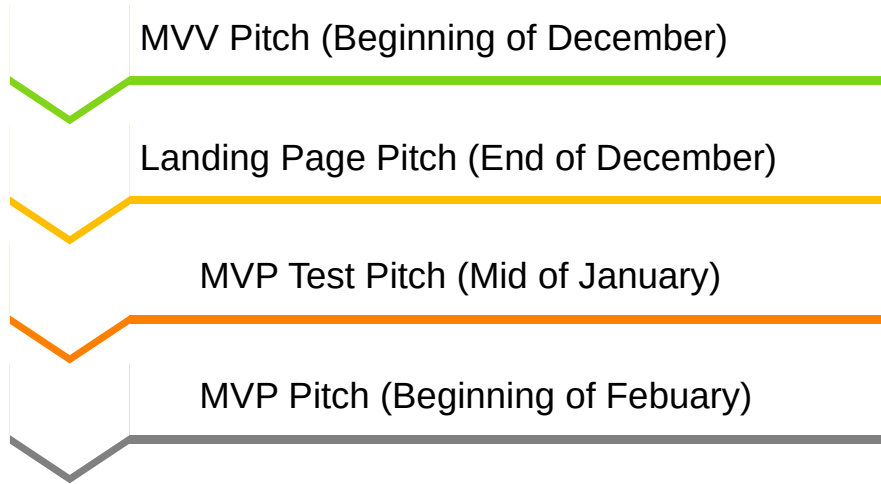 MVV Pitch (Beginning of December)
Landing Page Pitch (End of December)
MVP Test Pitch (Mid of January)
MVP Pitch (Beginning of Febuary)